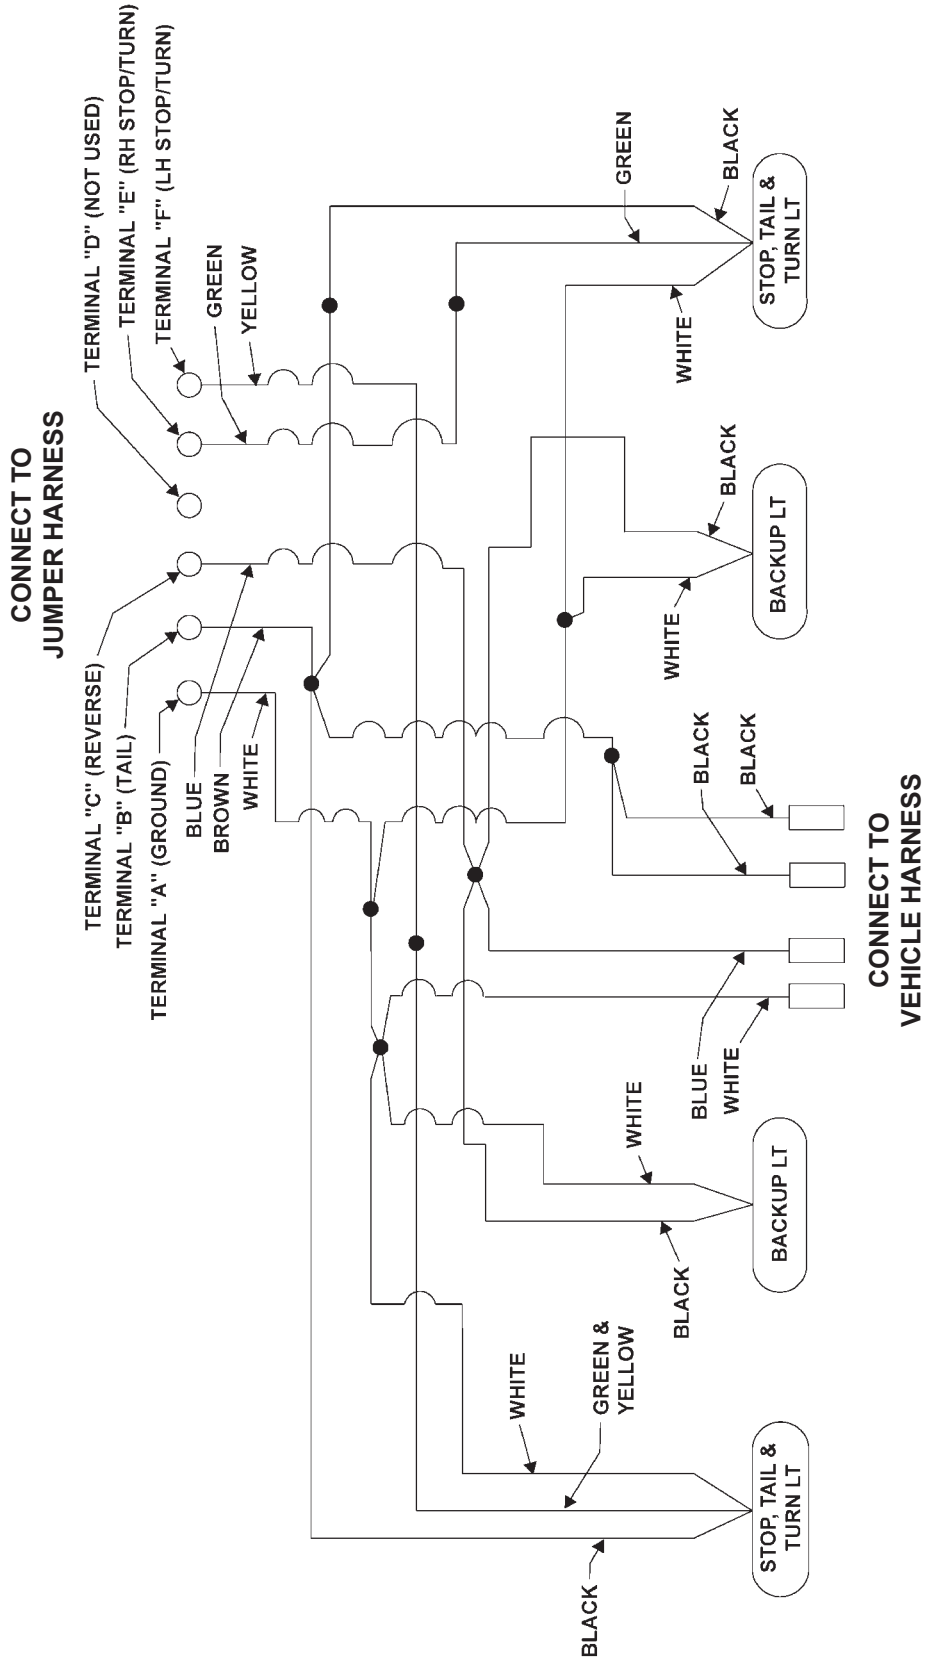 CONNECT TO
JUMPER HARNESS
TERMINAL "C" (REVERSE)
TERMINAL "B" (TAIL)
TERMINAL "A" (GROUND)
BLUE
BROWN
WHITE
TERMINAL "D" (NOT USED)
TERMINAL "E" (RH STOP/TURN)
TERMINAL "F" (LH STOP/TURN)
GREEN
YELLOW
BLACK
GREEN &
YELLOW
WHITE
STOP, TAIL &
TURN LT
BLACK
WHITE
BACKUP LT
BLUE
WHITE
BLACK
BLACK
CONNECT TO
VEHICLE HARNESS
WHITE
BLACK
BACKUP LT
WHITE
GREEN
BLACK
STOP, TAIL &
TURN LT